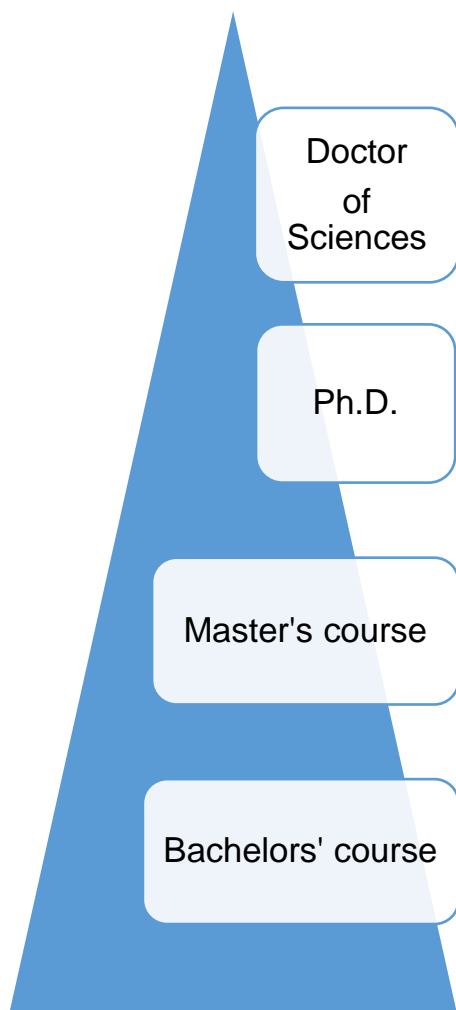 Doctor
of
Sciences
Ph.D.
Master's course
Bachelors' course